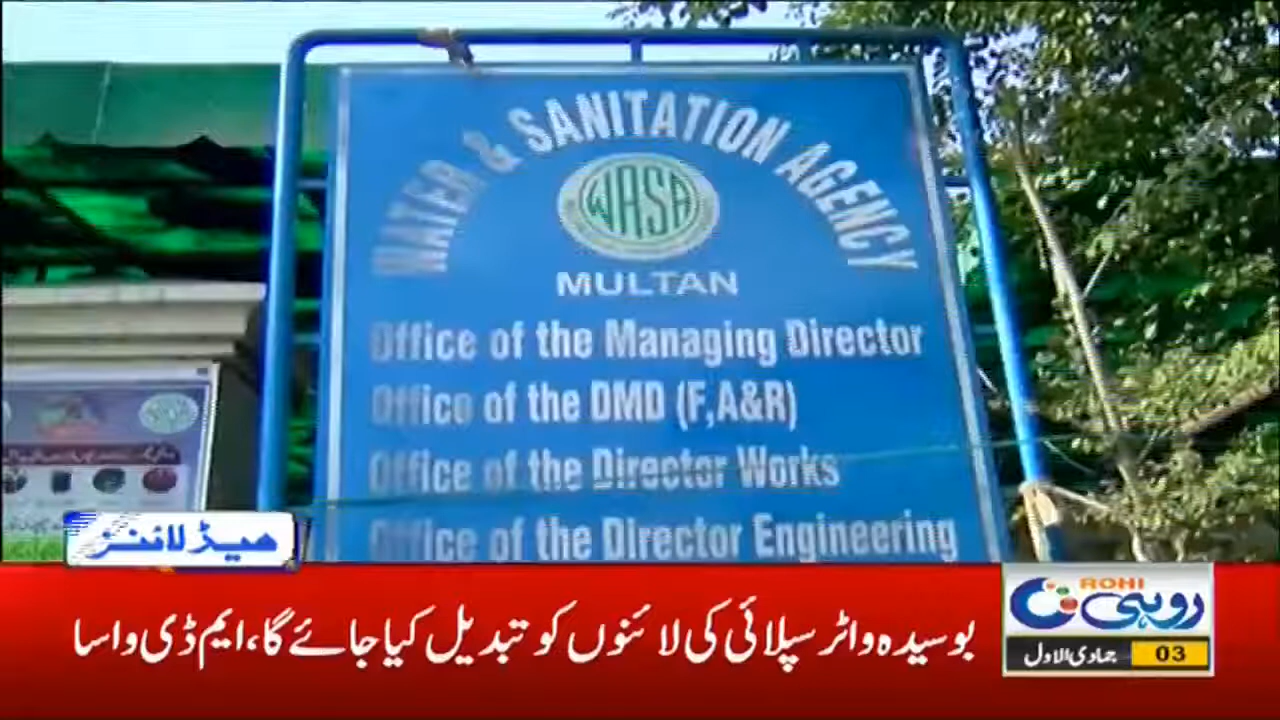 WATER & SANITATION AGENCY
WASA
MULTAN
Office of the Managing Director
Office of the DMD (F,A&R)
Office of the Director Works
Office of the Director Engineering
ہیڈلائنز
بوسیدہ واٹر سپلائی کی لائنوں کو تبدیل کیا جائے گا، ایم ڈی واسا
ROHI
روہی
03 جمادی الاول